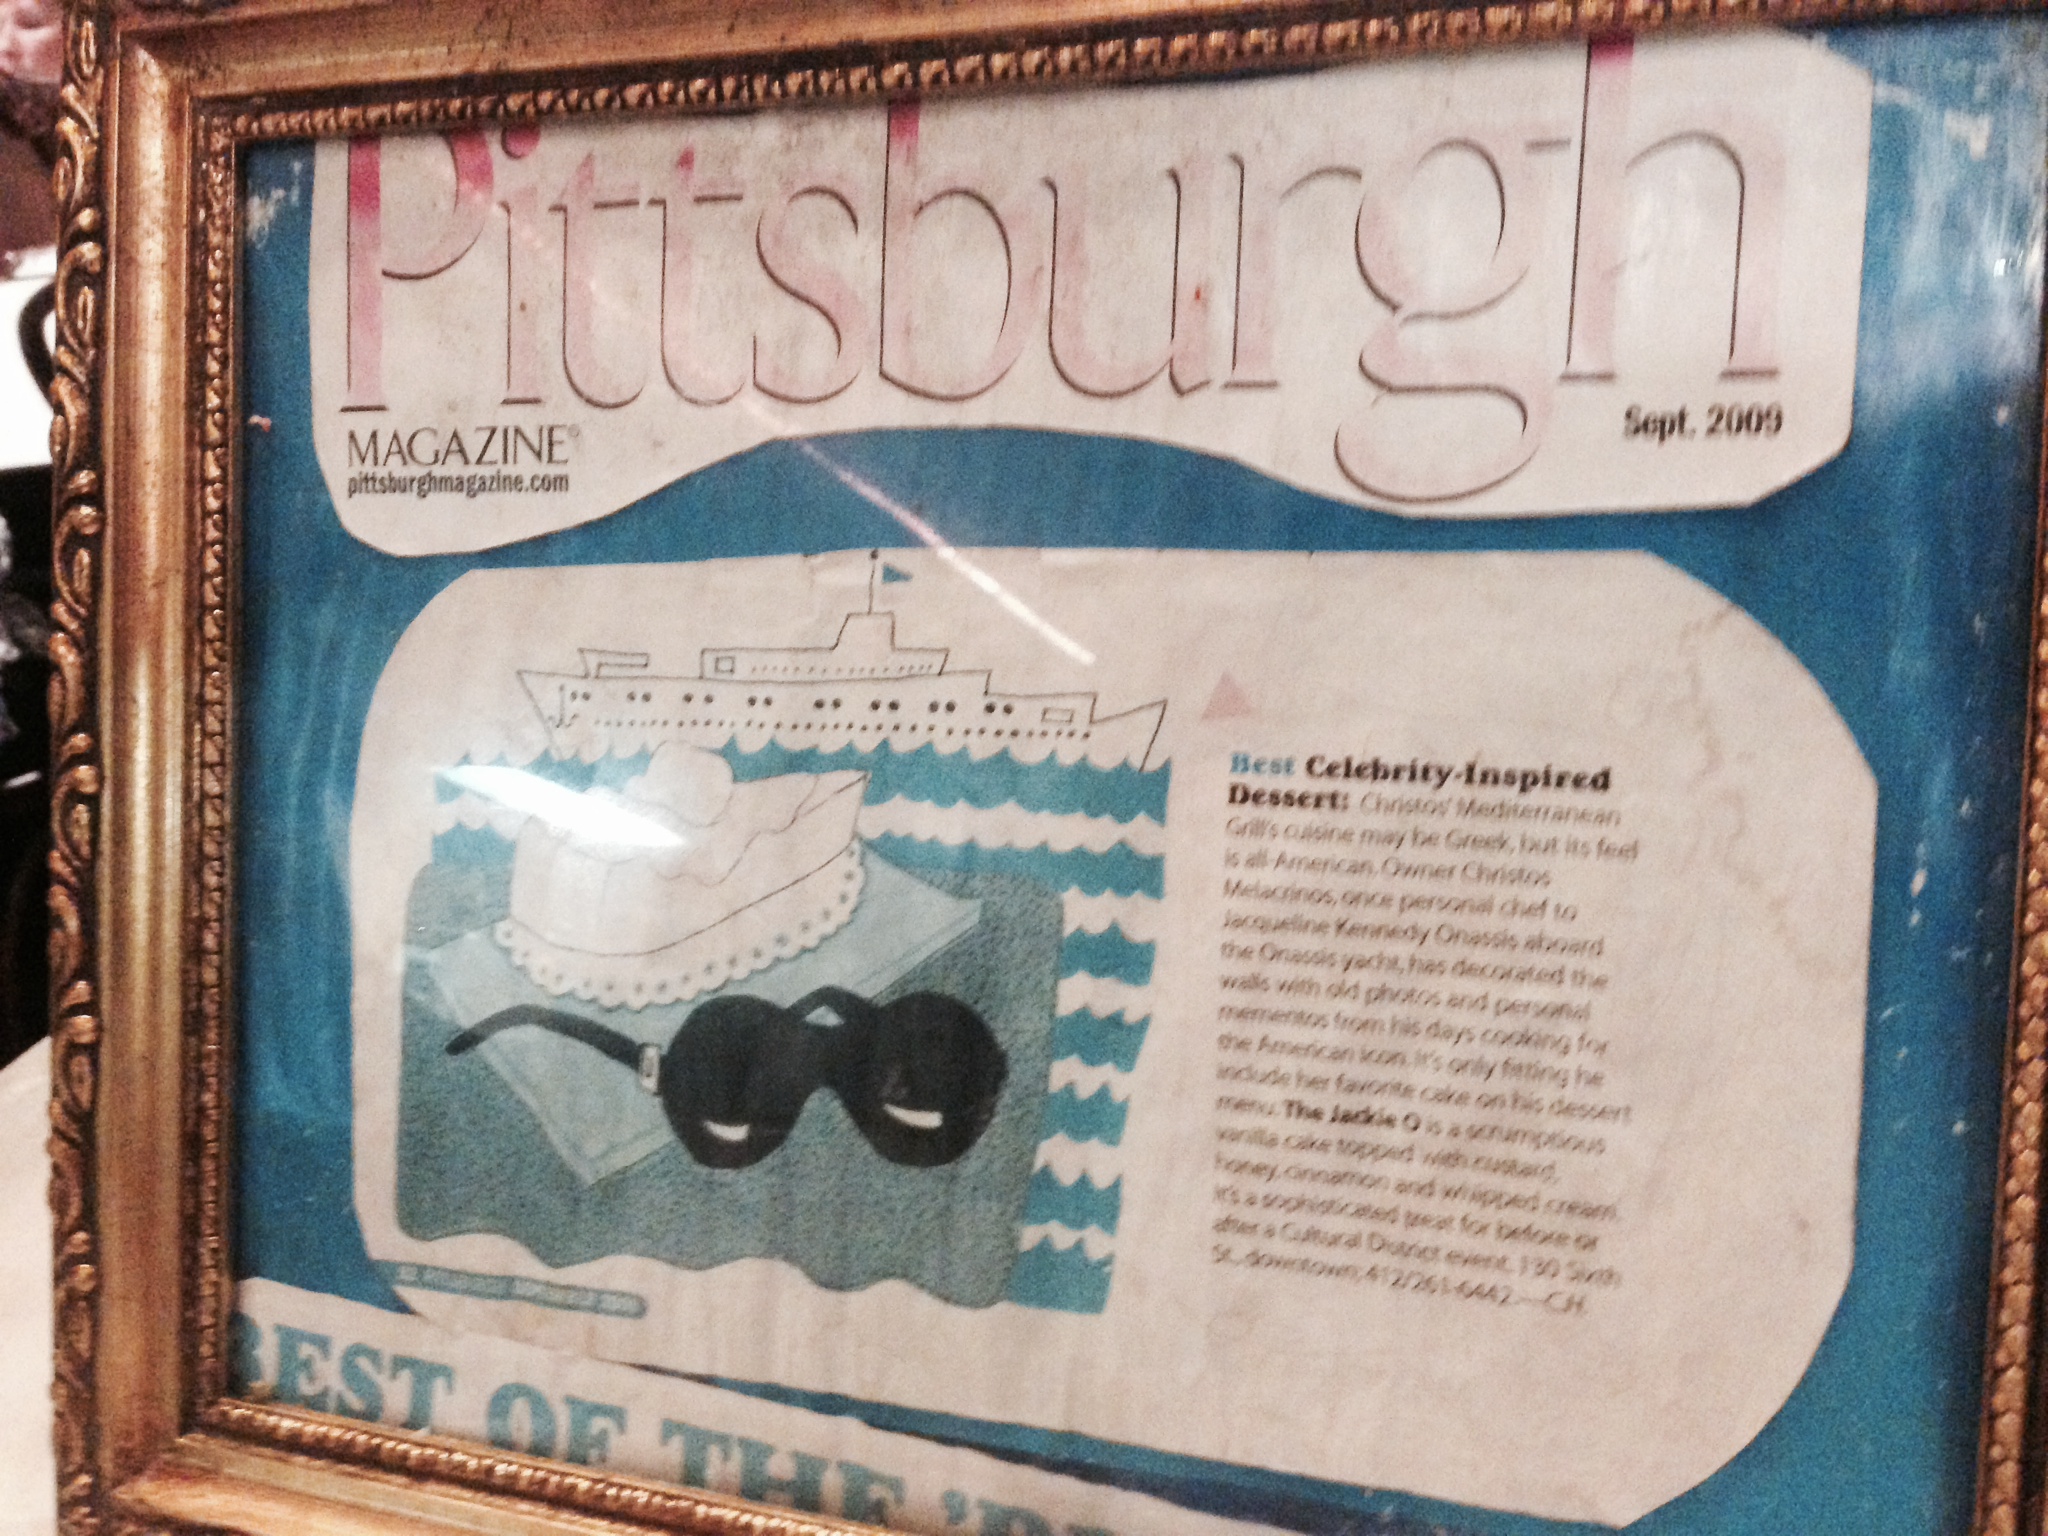 Pittsburgh
MAGAZINE
pittsburghmagazine.com
Sept. 2009
Best Celebrity-Inspired
Dessert: Christos' Mediterranean
Grill's cuisine may be Greek, but its feel
is all-American. Owner Christos
Melacrinos, once personal chef to
Jacqueline Kennedy Onassis aboard
the Onassis yacht, has decorated the
walls with old photos and personal
mementos from his days cooking for
the American icon. It's only fitting he
include her favorite cake on his dessert
menu. The Jackie O is a scrumptious
vanilla cake topped with custard,
honey, cinnamon and whipped cream.
It's a sophisticated treat for before or
after a Cultural District event. 130 Sixth
St., downtown; 412/261-6442.—C.H.
BEST OF THE